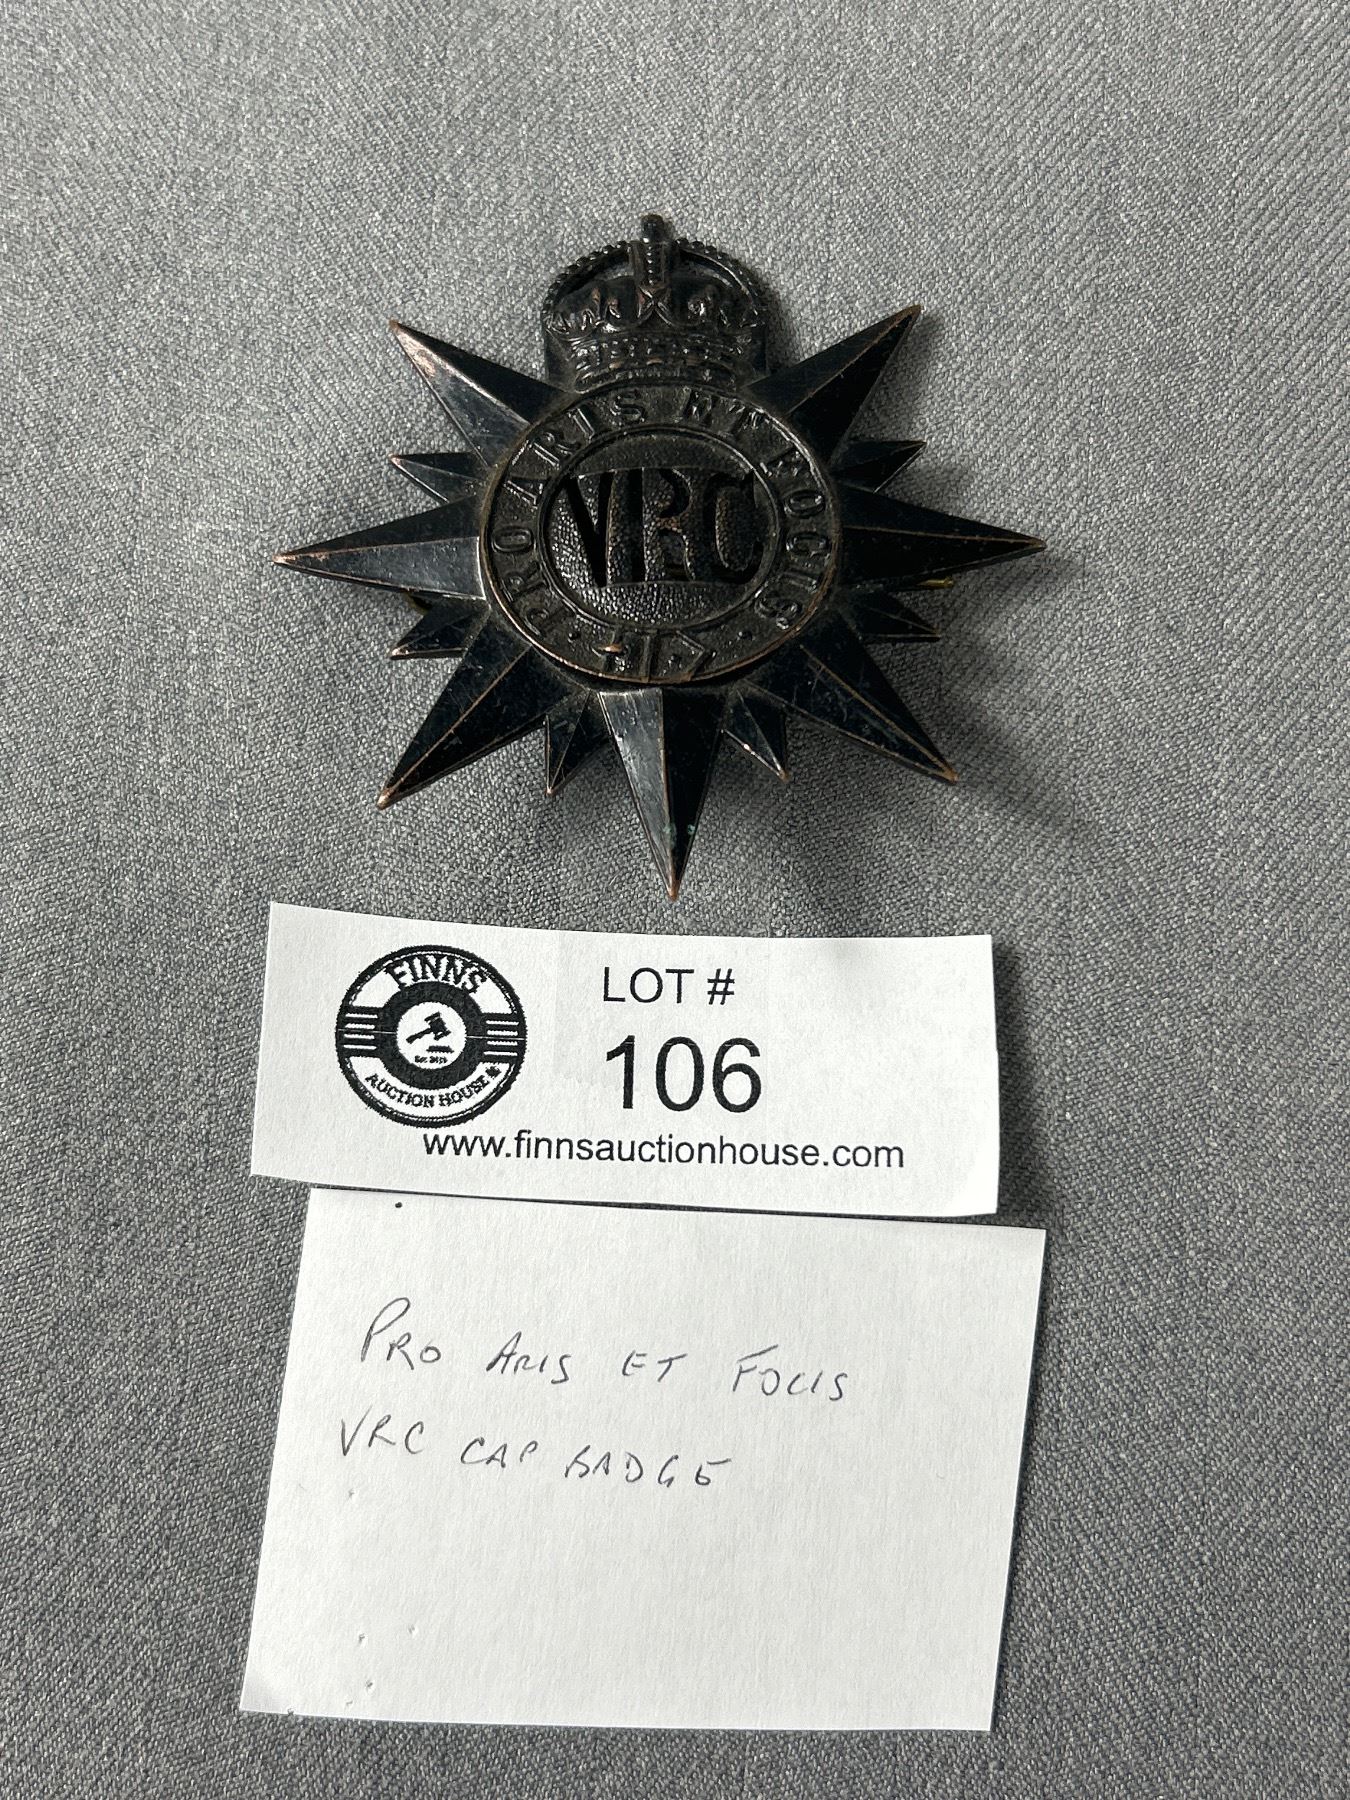 PRO ARIS ET FOCIS
VRC
FINNS
AUCTION HOUSE &
LOT #
106
www.finnsauctionhouse.com
PRO ARIS ET FOCIS
VRC CAP BADGE